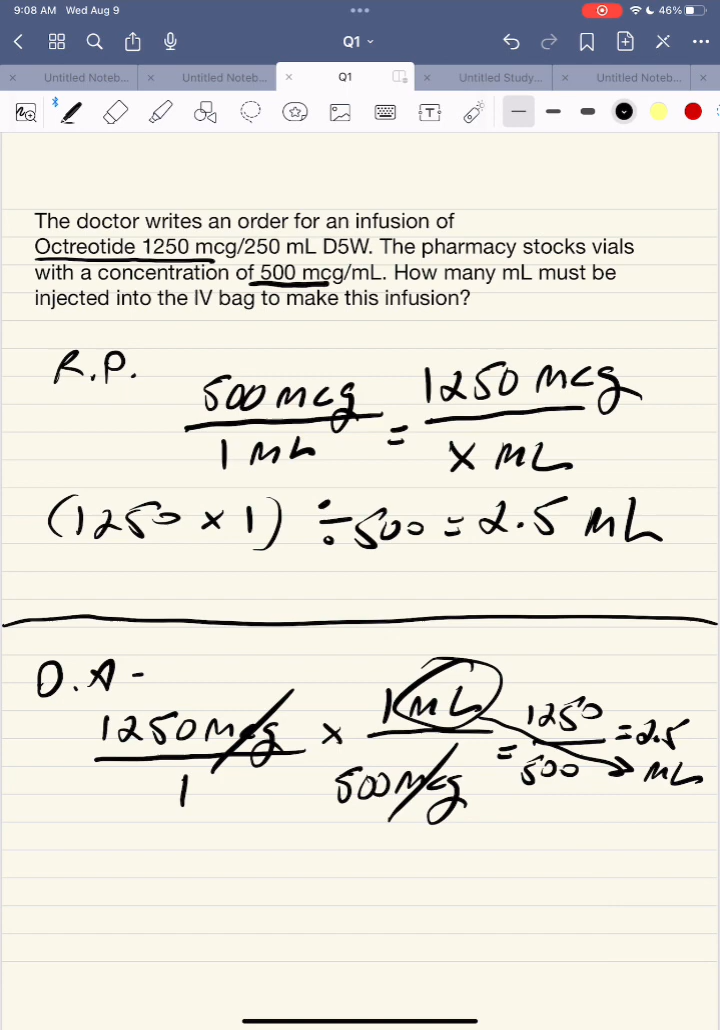 9:08 AM Wed Aug 9
46%
Q1
Untitled Noteb...
Untitled Noteb...
Q1
Untitled Study...
Untitled Noteb...
The doctor writes an order for an infusion of
Octreotide 1250 mcg/250 mL D5W. The pharmacy stocks vials
with a concentration of 500 mcg/mL. How many mL must be
injected into the IV bag to make this infusion?
R.P.
500 mcg / 1 mL = 1250 mcg / x mL
(1250 x 1) ÷ 500 = 2.5 mL
D.A-
1250 mcg / 1 x 1 mL / 500 mcg = 1250 / 500 = 2.5 mL